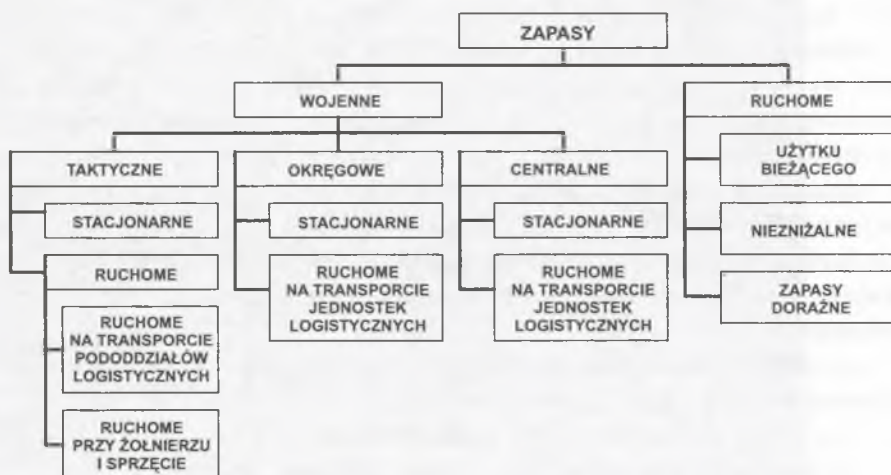 ZAPASY
WOJENNE
RUCHOME
TAKTYCZNE
STACJONARNE
RUCHOME
RUCHOME
NA TRANSPORCIE
PODODDZIAŁÓW
LOGISTYCZNYCH
RUCHOME
PRZY ŻOŁNIERZU
I SPRZĘCIE
OKRĘGOWE
STACJONARNE
RUCHOME
NA TRANSPORCIE
JEDNOSTEK
LOGISTYCZNYCH
CENTRALNE
STACJONARNE
RUCHOME
NA TRANSPORCIE
JEDNOSTEK
LOGISTYCZNYCH
UŻYTKU
BIEŻĄCEGO
NIEZNIŻALNE
ZAPASY
DORAŹNE